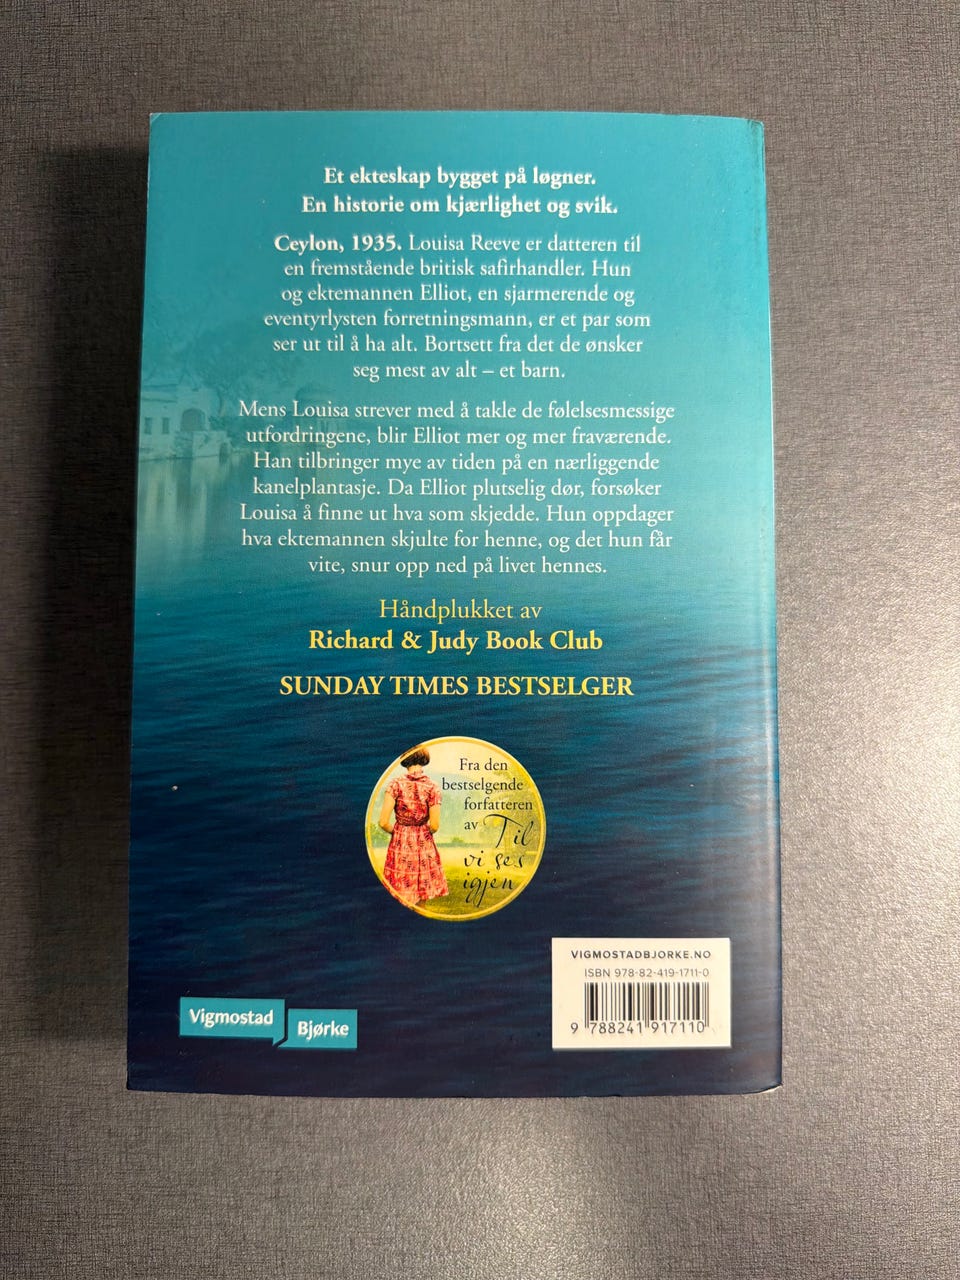 Et ekteskap bygget på løgner.
En historie om kjærlighet og svik.
Ceylon, 1935. Louisa Reeve er datteren til
en fremstående britisk safirhandler. Hun
og ektemannen Elliot, en sjarmerende og
eventyrlysten forretningsmann, er et par som
ser ut til å ha alt. Bortsett fra det de ønsker
seg mest av alt – et barn.
Mens Louisa strever med å takle de følelsesmessige
utfordringene, blir Elliot mer og mer fraværende.
Han tilbringer mye av tiden på en nærliggende
kanelplantasje. Da Elliot plutselig dør, forsøker
Louisa å finne ut hva som skjedde. Hun oppdager
hva ektemannen skjulte for henne, og det hun får
vite, snur opp ned på livet hennes.
Håndplukket av
Richard & Judy Book Club
SUNDAY TIMES BESTSELGER
Fra den
bestselgende
forfatteren
av Til
vi ses
igjen
VIGMOSTADBJORKE.NO
ISBN 978-82-419-1711-0
9 788241 917110
Vigmostad
Bjørke